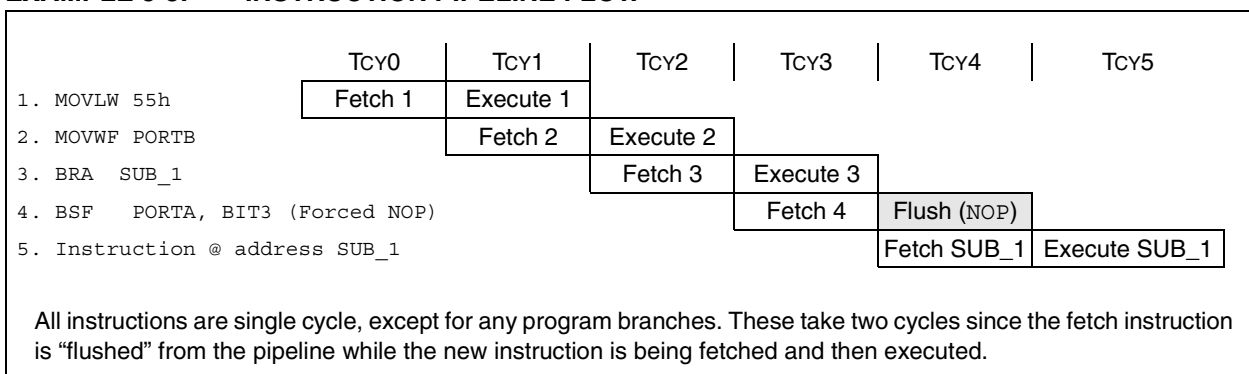 TCY0 TCY1 TCY2 TCY3 TCY4 TCY5
1. MOVLW 55h Fetch 1 Execute 1
2. MOVWF PORTB Fetch 2 Execute 2
3. BRA SUB_1 Fetch 3 Execute 3
4. BSF PORTA, BIT3 (Forced NOP) Fetch 4 Flush (NOP)
5. Instruction @ address SUB_1 Fetch SUB_1 Execute SUB_1
All instructions are single cycle, except for any program branches. These take two cycles since the fetch instruction
is “flushed” from the pipeline while the new instruction is being fetched and then executed.